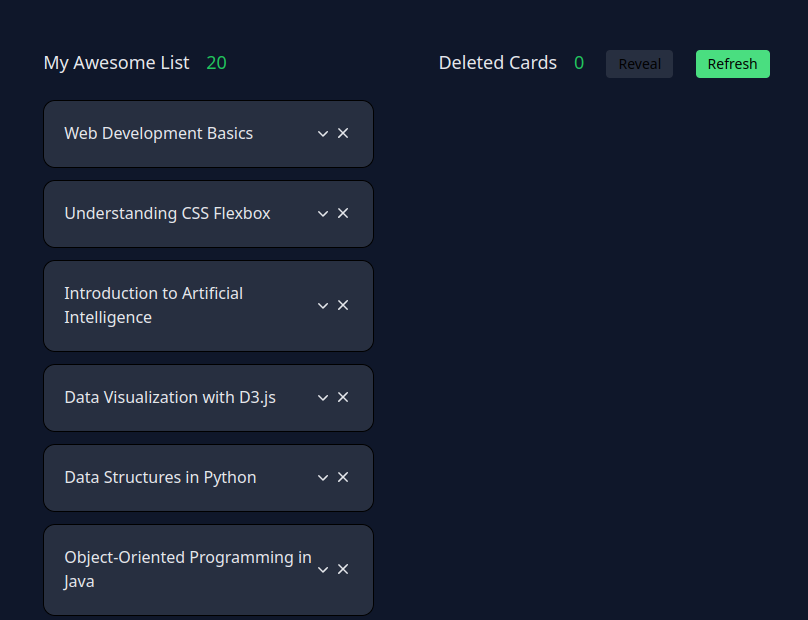 My Awesome List 20
Deleted Cards 0 Reveal Refresh
Web Development Basics
Understanding CSS Flexbox
Introduction to Artificial
Intelligence
Data Visualization with D3.js
Data Structures in Python
Object-Oriented Programming in
Java